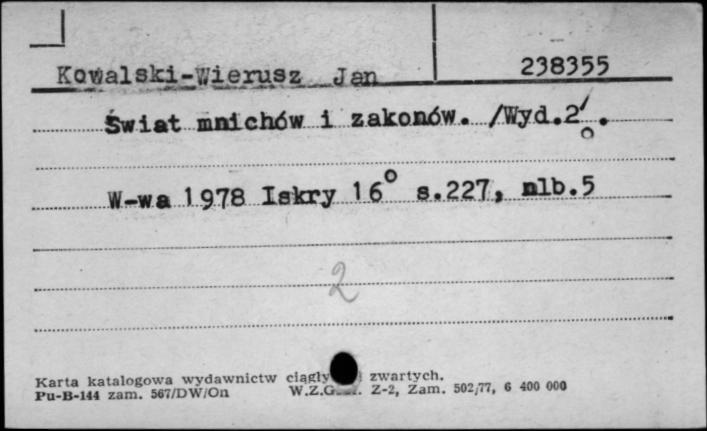 Kowalski-Wierusz Jan 238355
Świat mnichów i zakonów. /Wyd.2/.
W-wa 1978 Iskry 16° s.227, nlb.5
2
Karta katalogowa wydawnictw zwartych.
Pu-B-144 zam. 567/DW/On Z-2, Zam. 502/77, 6 400 000